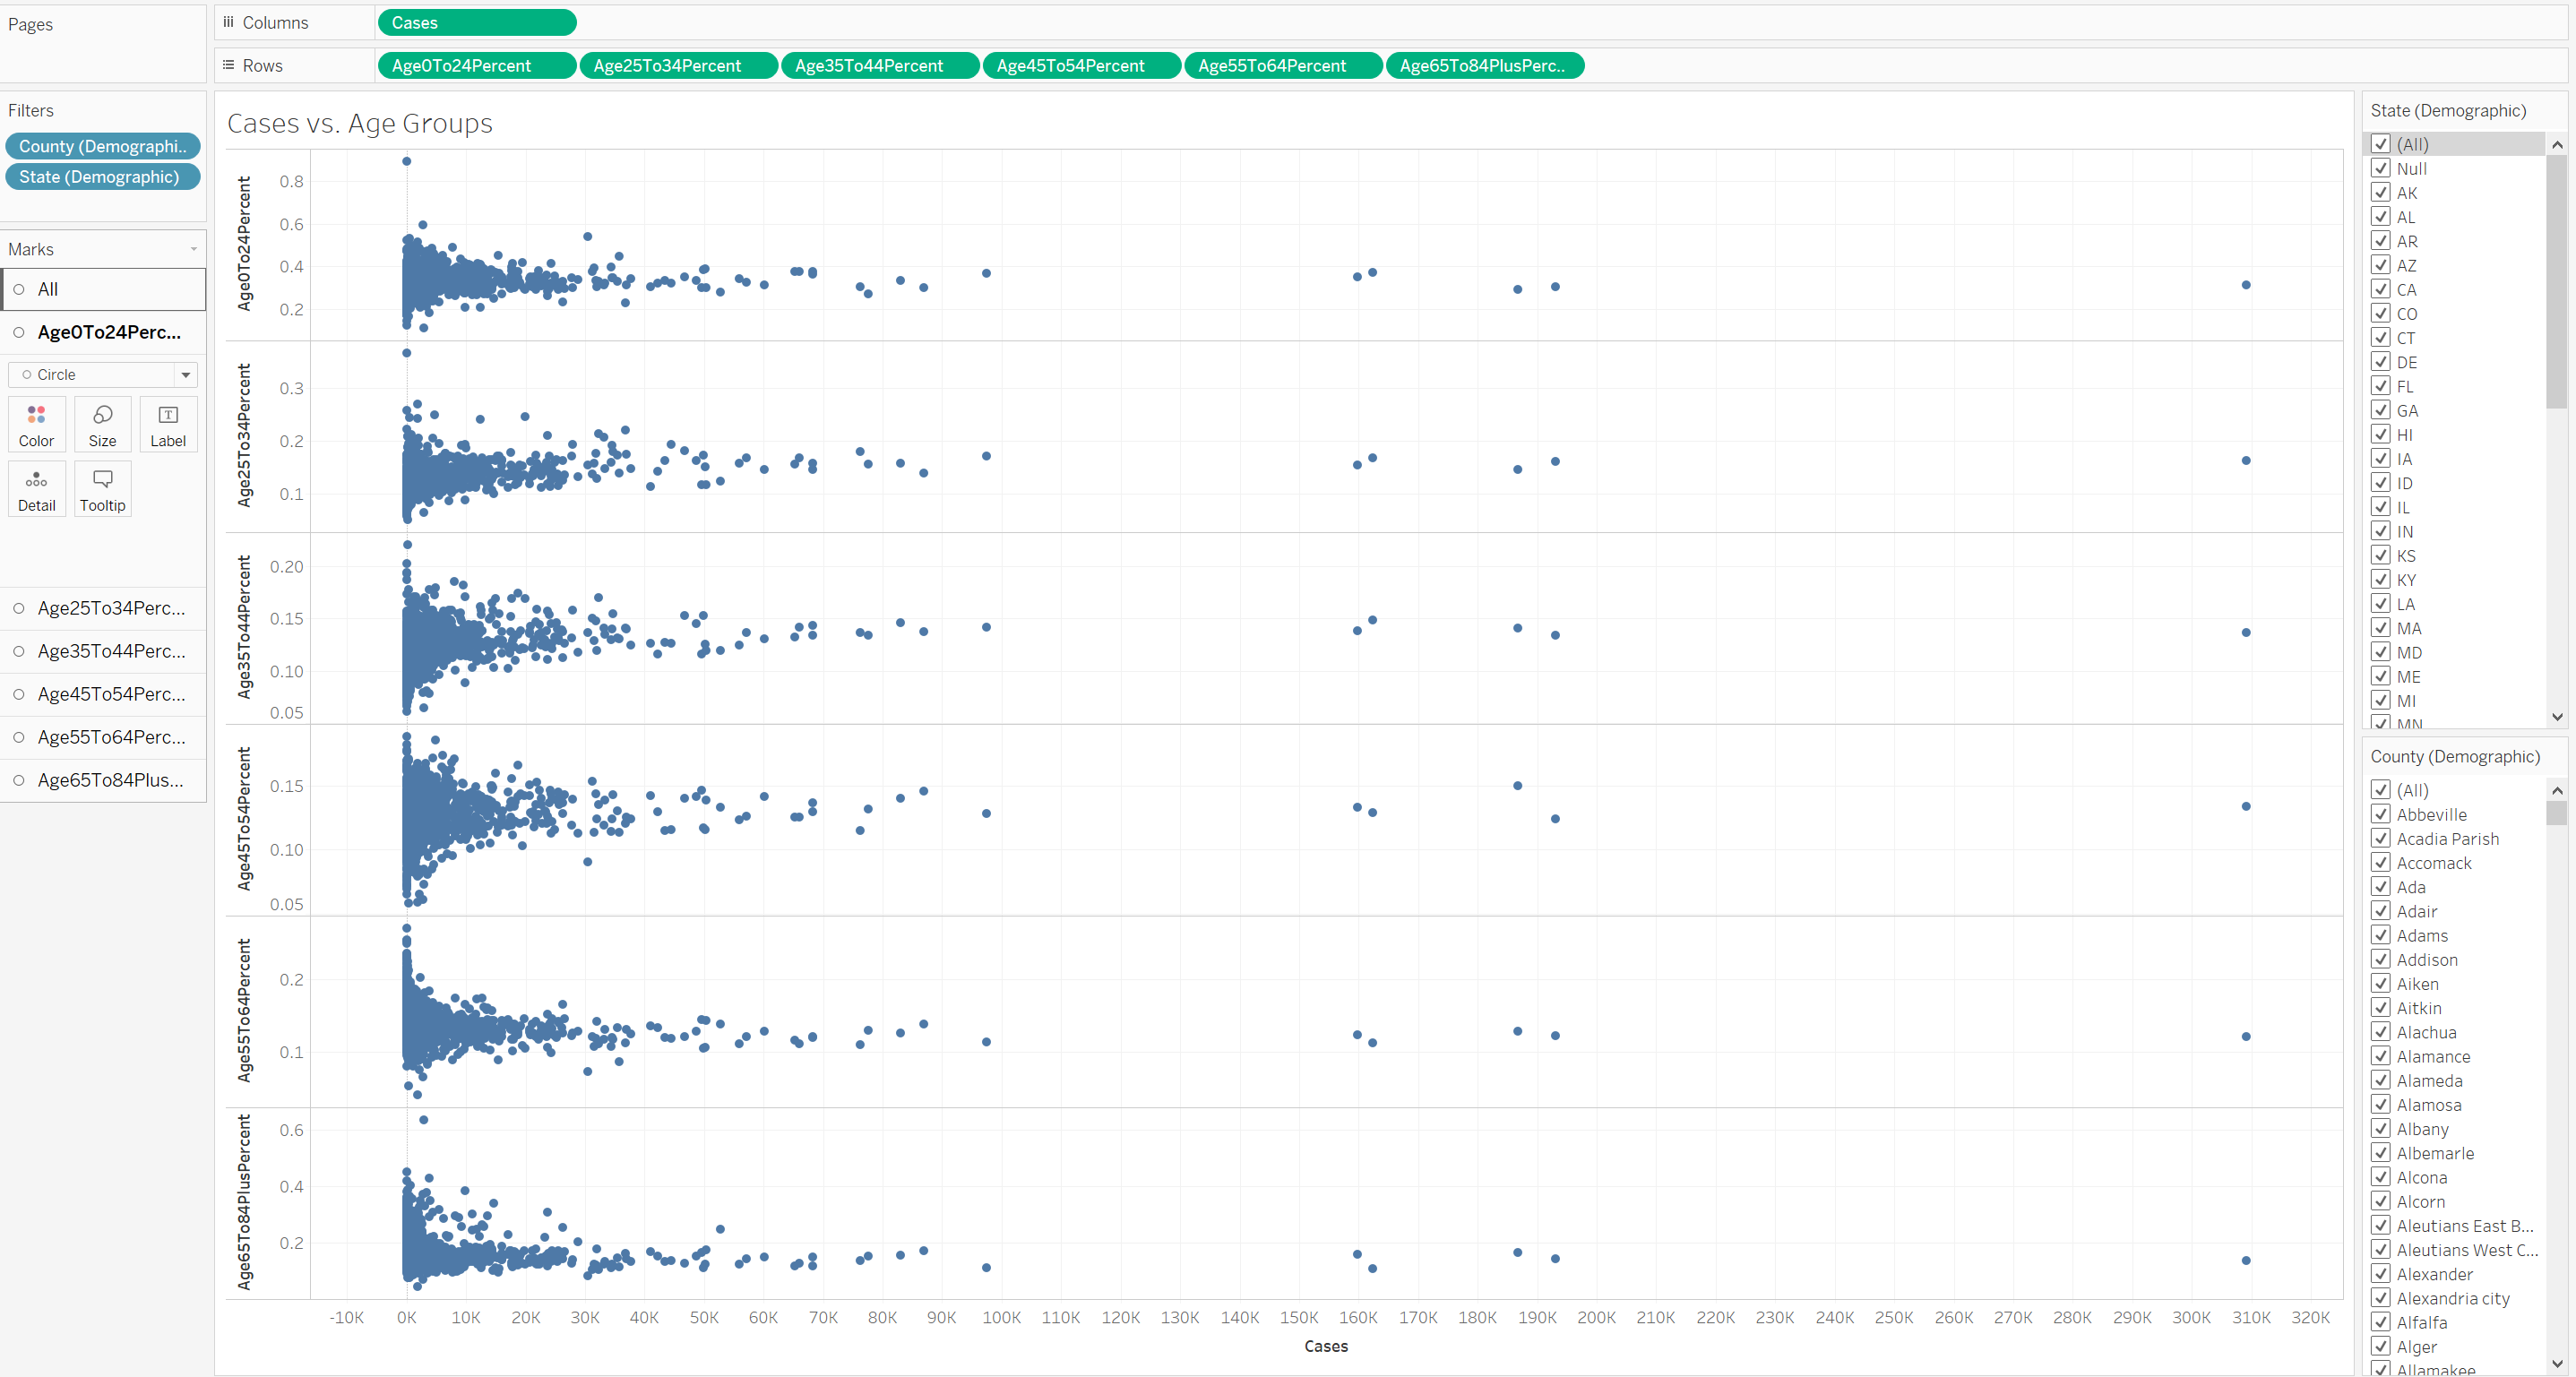 Pages
Columns
Cases
Rows
Age0To24Percent
Age25To34Percent
Age35To44Percent
Age45To54Percent
Age55To64Percent
Age65To84PlusPerc..
Filters
County (Demographi..
State (Demographic)
Marks
All
Age0To24Perc...
Circle
Color
Size
Label
Detail
Tooltip
Age25To34Perc...
Age35To44Perc...
Age45To54Perc...
Age55To64Perc...
Age65To84Plus...
Cases vs. Age Groups
Age0To24Percent
0.8
0.6
0.4
0.2
Age25To34Percent
0.3
0.2
0.1
Age35To44Percent
0.20
0.15
0.10
0.05
Age45To54Percent
0.15
0.10
0.05
Age55To64Percent
0.2
0.1
Age65To84PlusPercent
0.6
0.4
0.2
-10K 0K 10K 20K 30K 40K 50K 60K 70K 80K 90K 100K 110K 120K 130K 140K 150K 160K 170K 180K 190K 200K 210K 220K 230K 240K 250K 260K 270K 280K 290K 300K 310K 320K
Cases
State (Demographic)
(All)
Null
AK
AL
AR
AZ
CA
CO
CT
DE
FL
GA
HI
IA
ID
IL
IN
KS
KY
LA
MA
MD
ME
MI
MN
County (Demographic)
(All)
Abbeville
Acadia Parish
Accomack
Ada
Adair
Adams
Addison
Aiken
Aitkin
Alachua
Alamance
Alameda
Alamosa
Albany
Albemarle
Alcona
Alcorn
Aleutians East B...
Aleutians West C...
Alexander
Alexandria city
Alfalfa
Alger
Allamakee